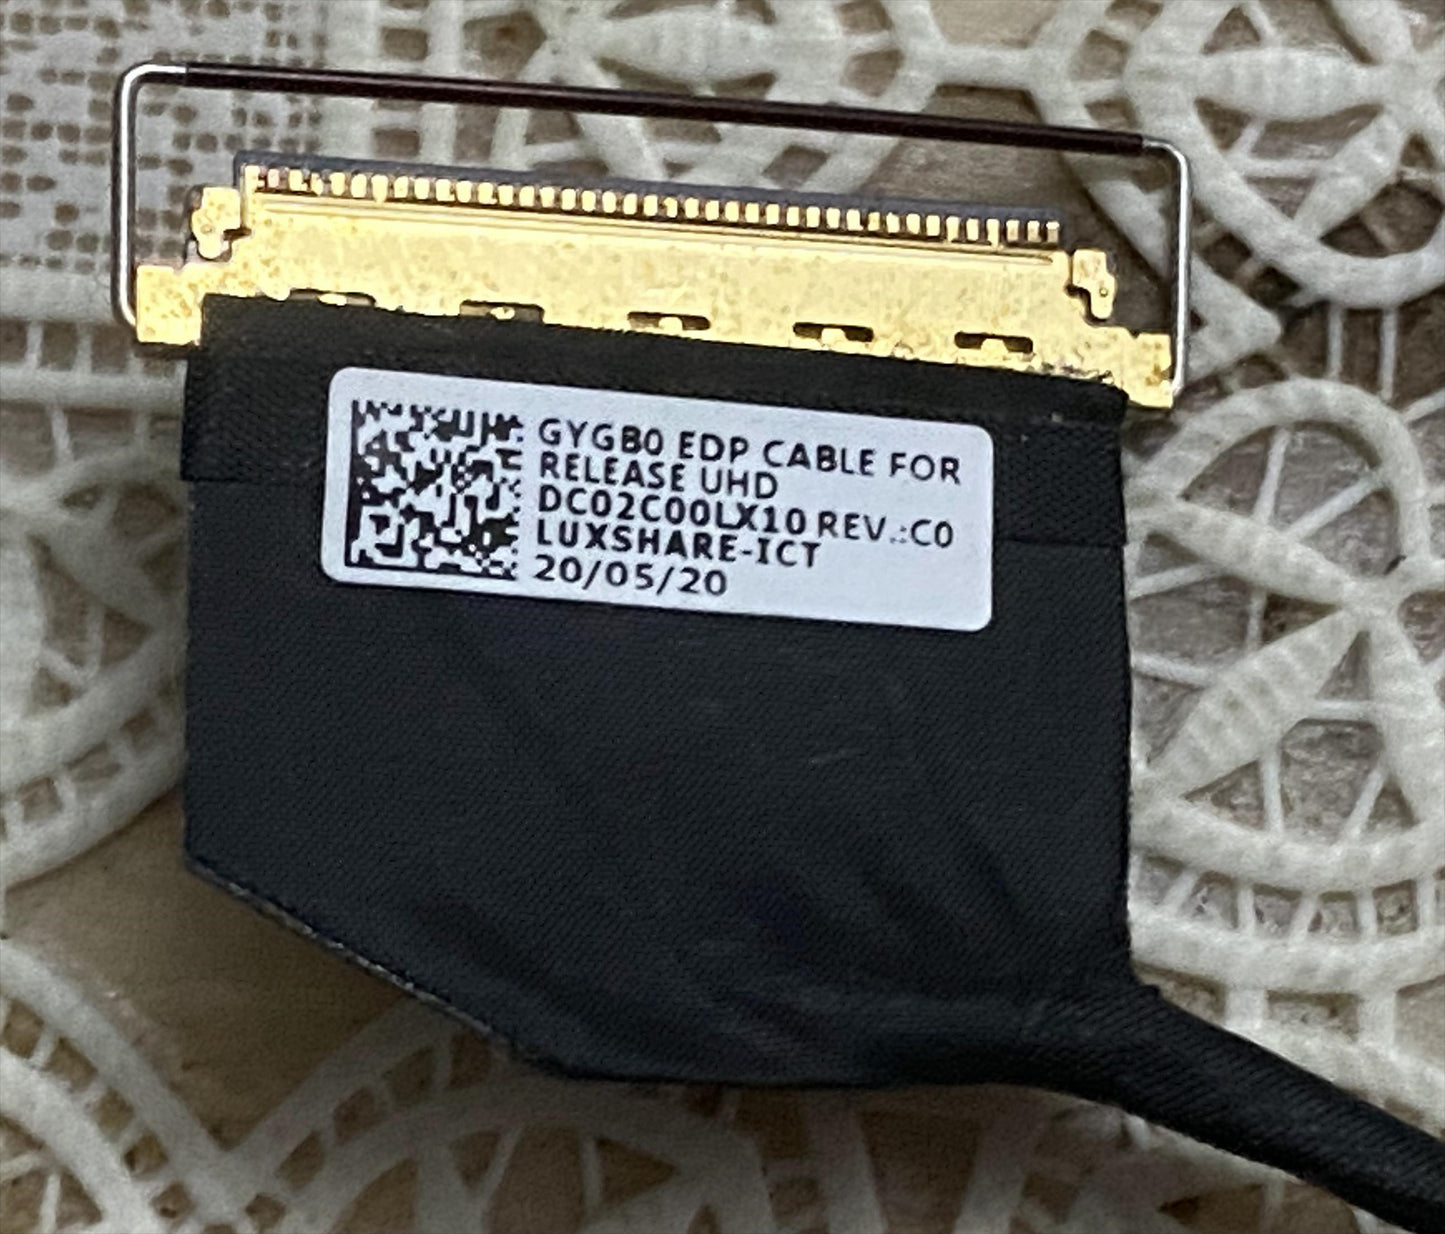 GYGB0 EDP CABLE FOR
RELEASE UHD
DC02C00LX10 REV.:C0
LUXSHARE-ICT
20/05/20